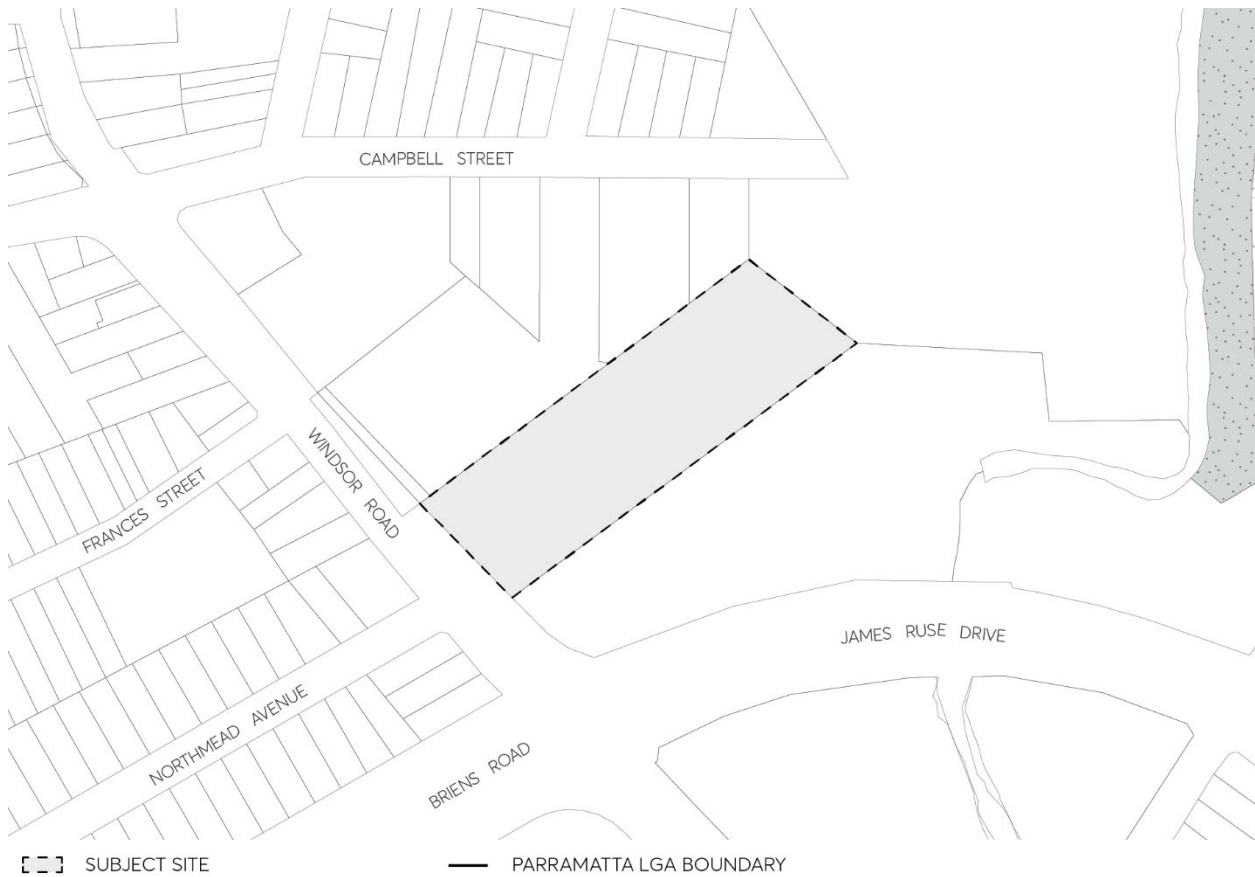 CAMPBELL STREET
WINDSOR ROAD
FRANCES STREET
JAMES RUSE DRIVE
NORTHMEAD AVENUE
BRIENS ROAD
SUBJECT SITE
PARRAMATTA LGA BOUNDARY